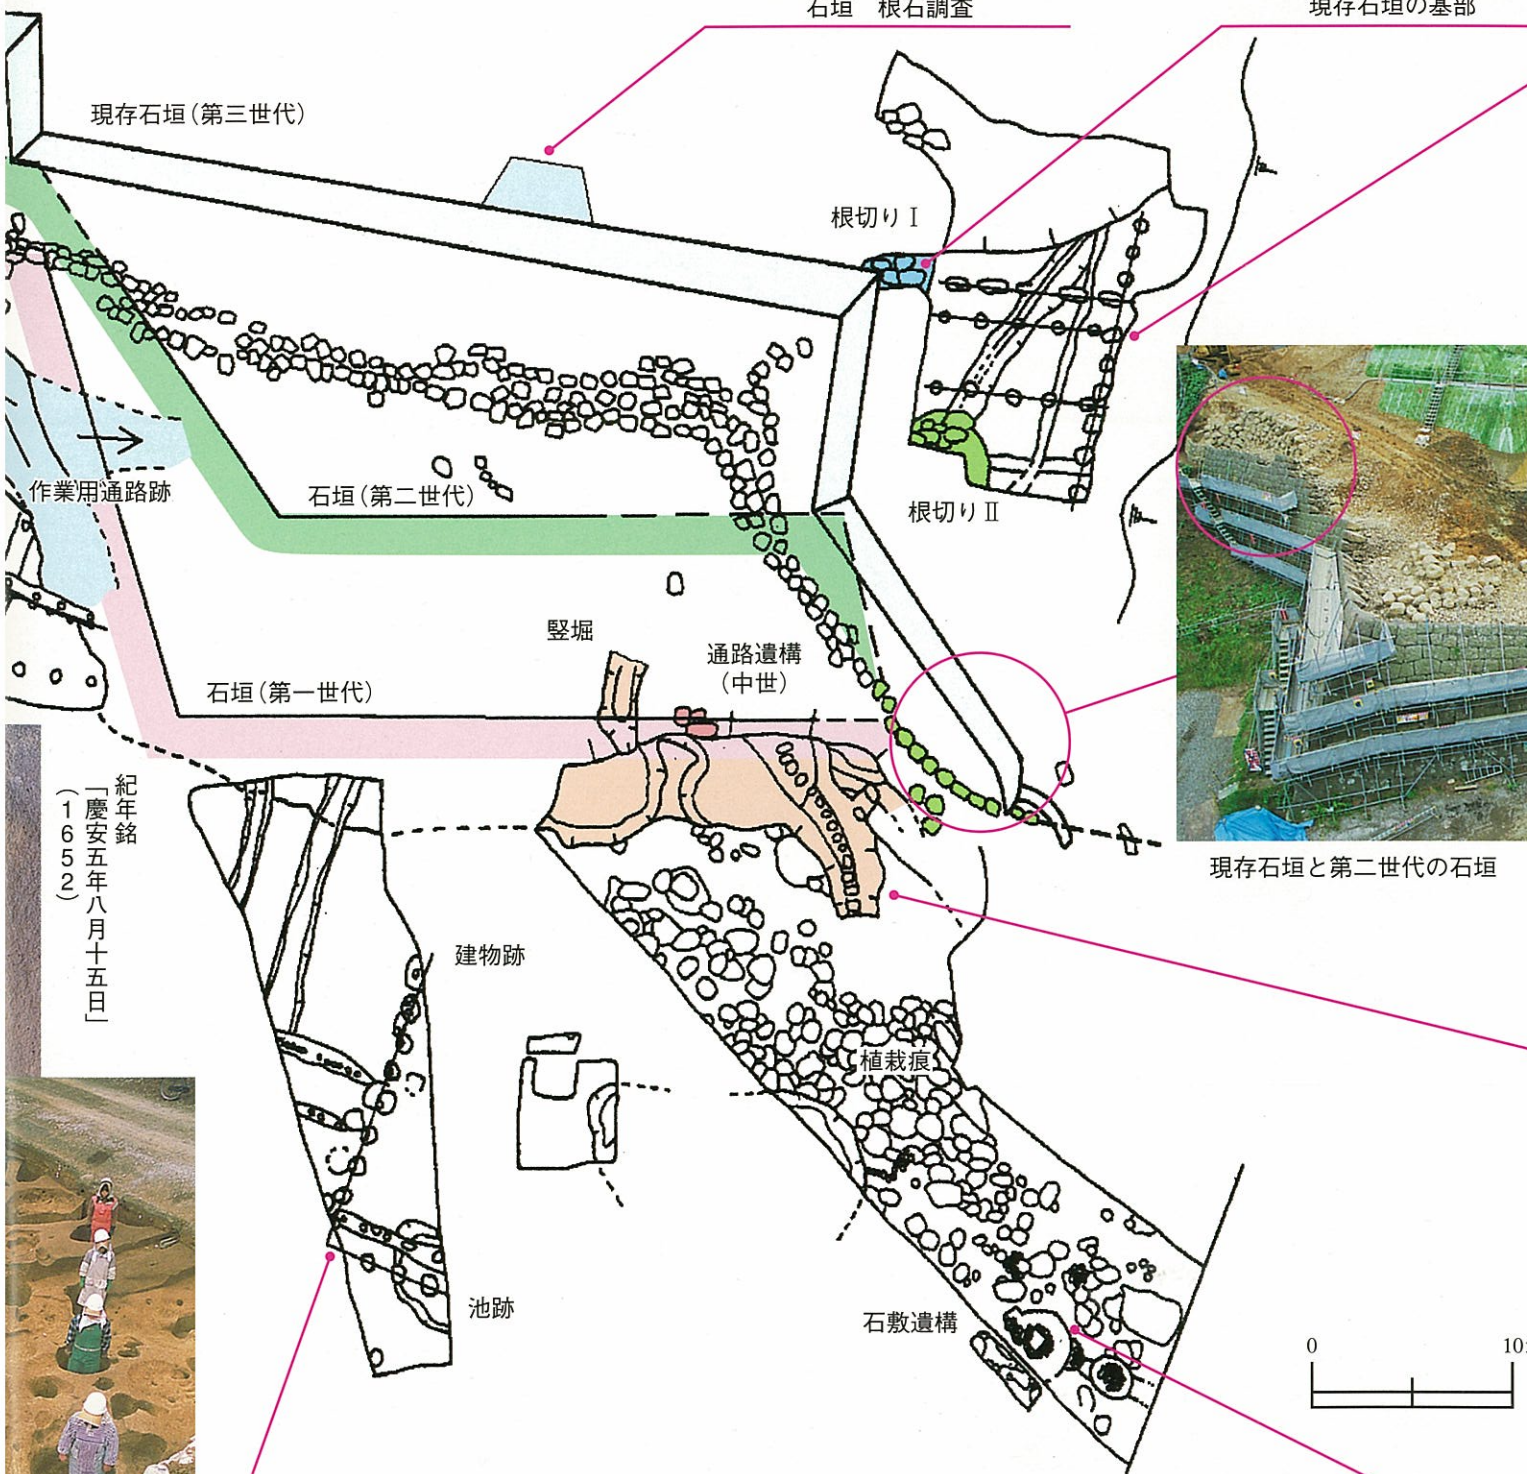 石垣　根石調査
現存石垣の基部
現存石垣(第三世代)
根切りⅠ
作業用通路跡
石垣(第二世代)
根切りⅡ
竪堀
通路遺構
(中世)
石垣(第一世代)
現存石垣と第二世代の石垣
紀年銘
「慶安五年八月十五日」
(1652)
建物跡
植栽痕
池跡
石敷遺構
0
10